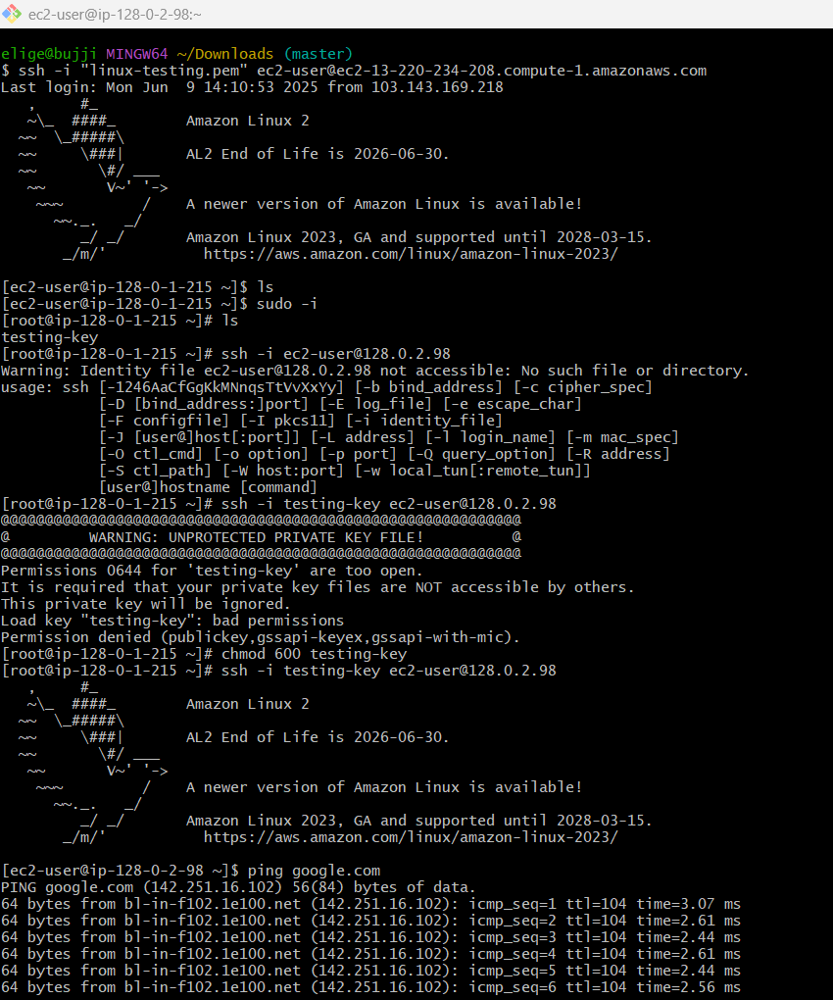 ec2-user@ip-128-0-2-98:~
elige@bujji MINGW64 ~/Downloads (master)
$ ssh -i "linux-testing.pem" ec2-user@ec2-13-220-234-208.compute-1.amazonaws.com
Last login: Mon Jun  9 14:10:53 2025 from 103.143.169.218
   ,     #_
   ~\_  ####_        Amazon Linux 2
  ~~  \_#####\
  ~~     \###|       AL2 End of Life is 2026-06-30.
  ~~       \#/ ___
   ~~       V~' '->
    ~~~         /    A newer version of Amazon Linux is available!
      ~~._.   _/
         _/ _/       Amazon Linux 2023, GA and supported until 2028-03-15.
       _/m/'           https://aws.amazon.com/linux/amazon-linux-2023/
[ec2-user@ip-128-0-1-215 ~]$ ls
[ec2-user@ip-128-0-1-215 ~]$ sudo -i
[root@ip-128-0-1-215 ~]# ls
testing-key
[root@ip-128-0-1-215 ~]# ssh -i ec2-user@128.0.2.98
Warning: Identity file ec2-user@128.0.2.98 not accessible: No such file or directory.
usage: ssh [-1246AaCfGgKkMNnqsTtVvXxYy] [-b bind_address] [-c cipher_spec]
           [-D [bind_address:]port] [-E log_file] [-e escape_char]
           [-F configfile] [-I pkcs11] [-i identity_file]
           [-J [user@]host[:port]] [-L address] [-l login_name] [-m mac_spec]
           [-O ctl_cmd] [-o option] [-p port] [-Q query_option] [-R address]
           [-S ctl_path] [-W host:port] [-w local_tun[:remote_tun]]
           [user@]hostname [command]
[root@ip-128-0-1-215 ~]# ssh -i testing-key ec2-user@128.0.2.98
@@@@@@@@@@@@@@@@@@@@@@@@@@@@@@@@@@@@@@@@@@@@@@@@@@@@@@@@@@@
@         WARNING: UNPROTECTED PRIVATE KEY FILE!          @
@@@@@@@@@@@@@@@@@@@@@@@@@@@@@@@@@@@@@@@@@@@@@@@@@@@@@@@@@@@
Permissions 0644 for 'testing-key' are too open.
It is required that your private key files are NOT accessible by others.
This private key will be ignored.
Load key "testing-key": bad permissions
Permission denied (publickey,gssapi-keyex,gssapi-with-mic).
[root@ip-128-0-1-215 ~]# chmod 600 testing-key
[root@ip-128-0-1-215 ~]# ssh -i testing-key ec2-user@128.0.2.98
   ,     #_
   ~\_  ####_        Amazon Linux 2
  ~~  \_#####\
  ~~     \###|       AL2 End of Life is 2026-06-30.
  ~~       \#/ ___
   ~~       V~' '->
    ~~~         /    A newer version of Amazon Linux is available!
      ~~._.   _/
         _/ _/       Amazon Linux 2023, GA and supported until 2028-03-15.
       _/m/'           https://aws.amazon.com/linux/amazon-linux-2023/
[ec2-user@ip-128-0-2-98 ~]$ ping google.com
PING google.com (142.251.16.102) 56(84) bytes of data.
64 bytes from bl-in-f102.1e100.net (142.251.16.102): icmp_seq=1 ttl=104 time=3.07 ms
64 bytes from bl-in-f102.1e100.net (142.251.16.102): icmp_seq=2 ttl=104 time=2.61 ms
64 bytes from bl-in-f102.1e100.net (142.251.16.102): icmp_seq=3 ttl=104 time=2.44 ms
64 bytes from bl-in-f102.1e100.net (142.251.16.102): icmp_seq=4 ttl=104 time=2.61 ms
64 bytes from bl-in-f102.1e100.net (142.251.16.102): icmp_seq=5 ttl=104 time=2.44 ms
64 bytes from bl-in-f102.1e100.net (142.251.16.102): icmp_seq=6 ttl=104 time=2.56 ms